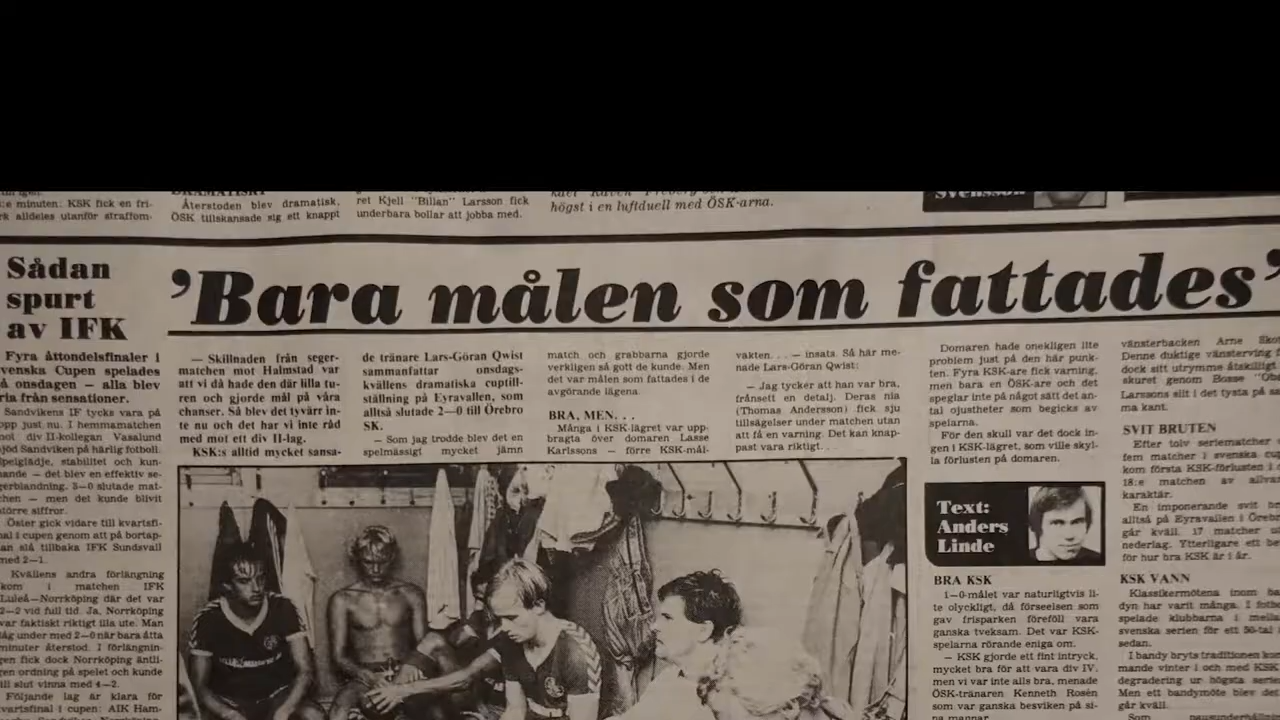 :e minuten: KSK fick en fri-
rk alldeles utanför straffom-
DRAMATISKT
Återstoden blev dramatisk,
ÖSK tillskansade sig ett knappt
ret Kjell "Billan" Larsson fick
underbara bollar att jobba med.
högst i en luftduell med ÖSK-arna.
Svensson
Sådan
spurt
av IFK
Fyra åttondelsfinaler i
venska Cupen spelades
å onsdagen — alla blev
ria från sensationer.
Sandvikens IF tycks vara på
opp just nu. I hemmamatchen
mot div II-kollegan Vasalund
jöd Sandviken på härlig fotboll.
Spelglädje, stabilitet och kun-
nande — det blev en effektiv se-
gerblandning. 3—0 slutade mat-
chen — men det kunde blivit
större siffror.
Öster gick vidare till kvartsfi-
nal i cupen genom att på bortap-
lan slå tillbaka IFK Sundsvall
med 2—1.
Kvällens andra förlängning
kom i matchen IFK
Luleå—Norrköping där det var
2—2 vid full tid. Ja, Norrköping
var faktiskt riktigt illa ute. Man
låg under med 2—0 när bara åtta
minuter återstod. I förlängnin-
gen fick dock Norrköping äntli-
gen ordning på spelet och kunde
till slut vinna med 4—2.
Följande lag är klara för
kvartsfinal i cupen: AIK Ham-
'Bara målen som fattades'
— Skillnaden från seger-
matchen mot Halmstad var
att vi då hade den där lilla tu-
ren och gjorde mål på våra
chanser. Så blev det tyvärr in-
te nu och det har vi inte råd
med mot ett div II-lag.
KSK:s alltid mycket sansa-
de tränare Lars-Göran Qwist
sammanfattar onsdags-
kvällens dramatiska cuptill-
ställning på Eyravallen, som
alltså slutade 2—0 till Örebro
SK.
— Som jag trodde blev det en
spelmässigt mycket jämn
match och grabbarna gjorde
verkligen så gott de kunde. Men
det var målen som fattades i de
avgörande lägena.
BRA, MEN. . .
Många i KSK-lägret var upp-
bragta över domaren Lasse
Karlssons — förre KSK-mål-
vakten. . . — insats. Så här me-
nade Lars-Göran Qwist:
— Jag tycker att han var bra,
frånsett en detalj. Deras nia
(Thomas Andersson) fick sju
tillsägelser under matchen utan
att få en varning. Det kan knap-
past vara riktigt. . .
Domaren hade onekligen lite
problem just på den här punk-
ten. Fyra KSK-are fick varning,
men bara en ÖSK-are och det
speglar inte på något sätt det an-
tal ojustheter som begicks av
spelarna.
För den skull var det dock in-
gen i KSK-lägret, som ville skyl-
la förlusten på domaren.
Text:
Anders
Linde
BRA KSK
1—0-målet var naturligtvis li-
te olyckligt, då förseelsen som
gav frisparken föreföll vara
ganska tveksam. Det var KSK-
spelarna rörande eniga om.
— KSK gjorde ett fint intryck,
mycket bra för att vara div IV.
men vi var inte alls bra, menade
ÖSK-tränaren Kenneth Rosén
som var ganska besviken på si-
na mannar.
vänsterbacken Arne
Denne duktige vänsterving
dock sitt utrymme åtskilligt
skuret genom Bosse
Larssons slit i det tysta på
ma kant.
SVIT BRUTEN
Efter tolv seriematcher
fem matcher i svenska
kom första KSK-förlusten i
18:e matchen av allvar
karaktär.
En imponerande svit
alltså på Eyravallen i Örebro
går kväll. 17 matcher
nederlag. Ytterligare ett
för hur bra KSK är i år.
KSK VANN
Klassikermötena inom
dyn har varit många. I
spelade klubbarna i
svenska serien för ett 50-tal
sedan.
I bandy bryts traditionen
mande vinter i och med KSK
degradering ur högsta
Men ett bandymöte blev det
går kväll.
Som